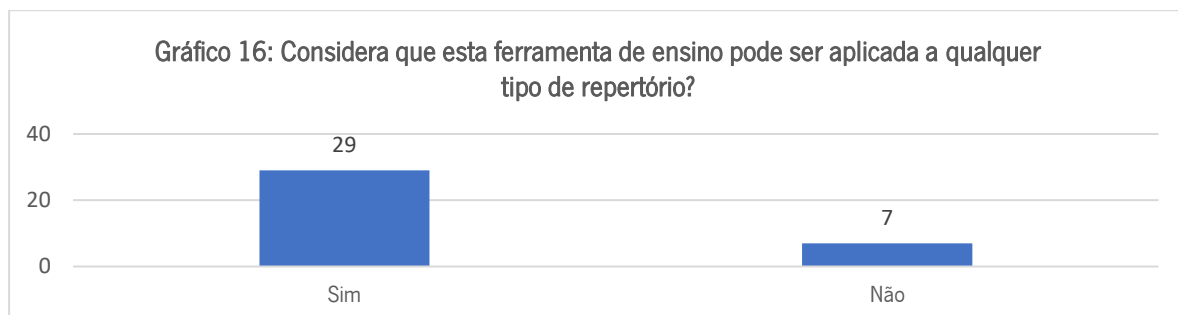 Gráfico 16: Considera que esta ferramenta de ensino pode ser aplicada a qualquer
tipo de repertório?
40
29
20
7
0
Sim
Não